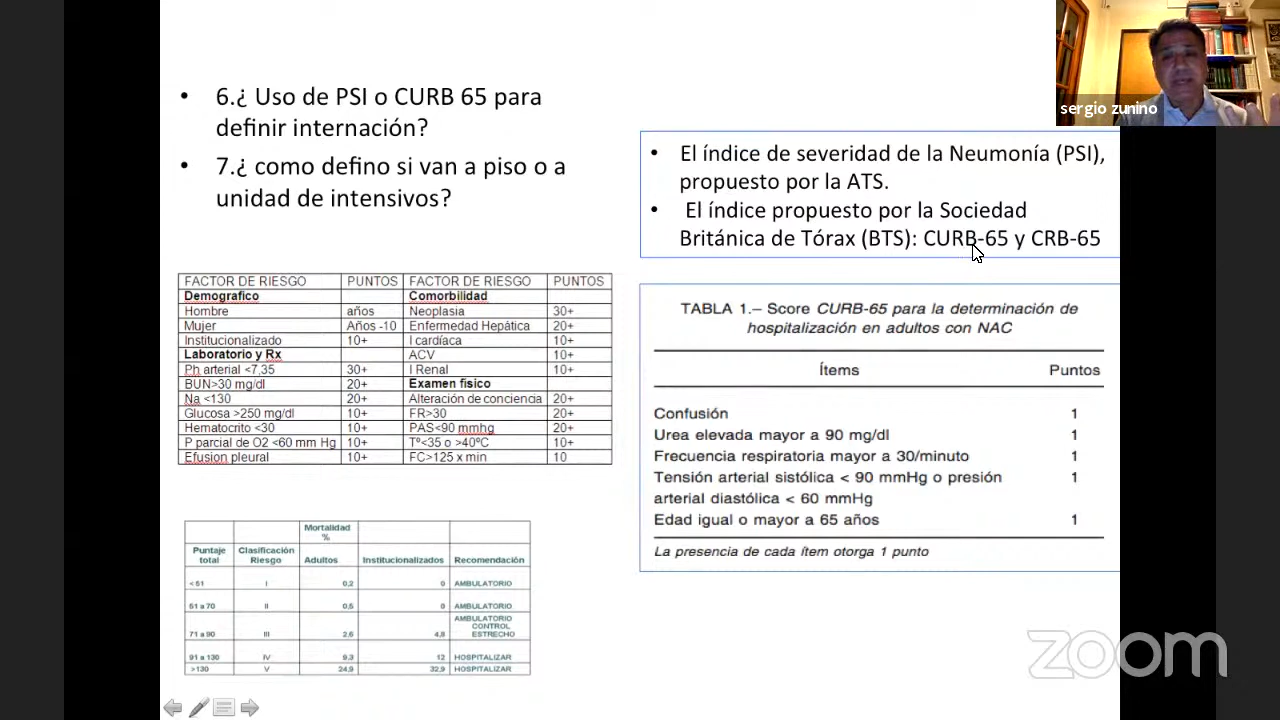 6.¿ Uso de PSI o CURB 65 para
definir internación?
7.¿ como defino si van a piso o a
unidad de intensivos?
sergio zunino
El índice de severidad de la Neumonía (PSI),
propuesto por la ATS.
El índice propuesto por la Sociedad
Británica de Tórax (BTS): CURB-65 y CRB-65
FACTOR DE RIESGO PUNTOS FACTOR DE RIESGO PUNTOS
Demografico Comorbilidad
Hombre años Neoplasia 30+
Mujer Años -10 Enfermedad Hepática 20+
Institucionalizado 10+ I cardíaca 10+
Laboratorio y Rx ACV 10+
Ph arterial <7,35 30+ I Renal 10+
BUN>30 mg/dl 20+ Examen fisico
Na <130 20+ Alteración de conciencia 20+
Glucosa >250 mg/dl 10+ FR>30 20+
Hematocrito <30 10+ PAS<90 mmhg 20+
P parcial de O2 <60 mm Hg 10+ Tº<35 o >40ºC 10+
Efusion pleural 10+ FC>125 x min 10
TABLA 1.– Score CURB-65 para la determinación de
hospitalización en adultos con NAC
Ítems Puntos
Confusión 1
Urea elevada mayor a 90 mg/dl 1
Frecuencia respiratoria mayor a 30/minuto 1
Tensión arterial sistólica < 90 mmHg o presión 1
arterial diastólica < 60 mmHg
Edad igual o mayor a 65 años 1
La presencia de cada ítem otorga 1 punto
Mortalidad
%
Puntaje Clasificación
total Riesgo Adultos Institucionalizados Recomendación
<51 I 0,2 0 AMBULATORIO
51 a 70 II 0,6 0 AMBULATORIO
AMBULATORIO
CONTROL
71 a 90 III 2,6 4,8 ESTRECHO
91 a 130 IV 9,3 12 HOSPITALIZAR
>130 V 24,9 32,9 HOSPITALIZAR
zoom